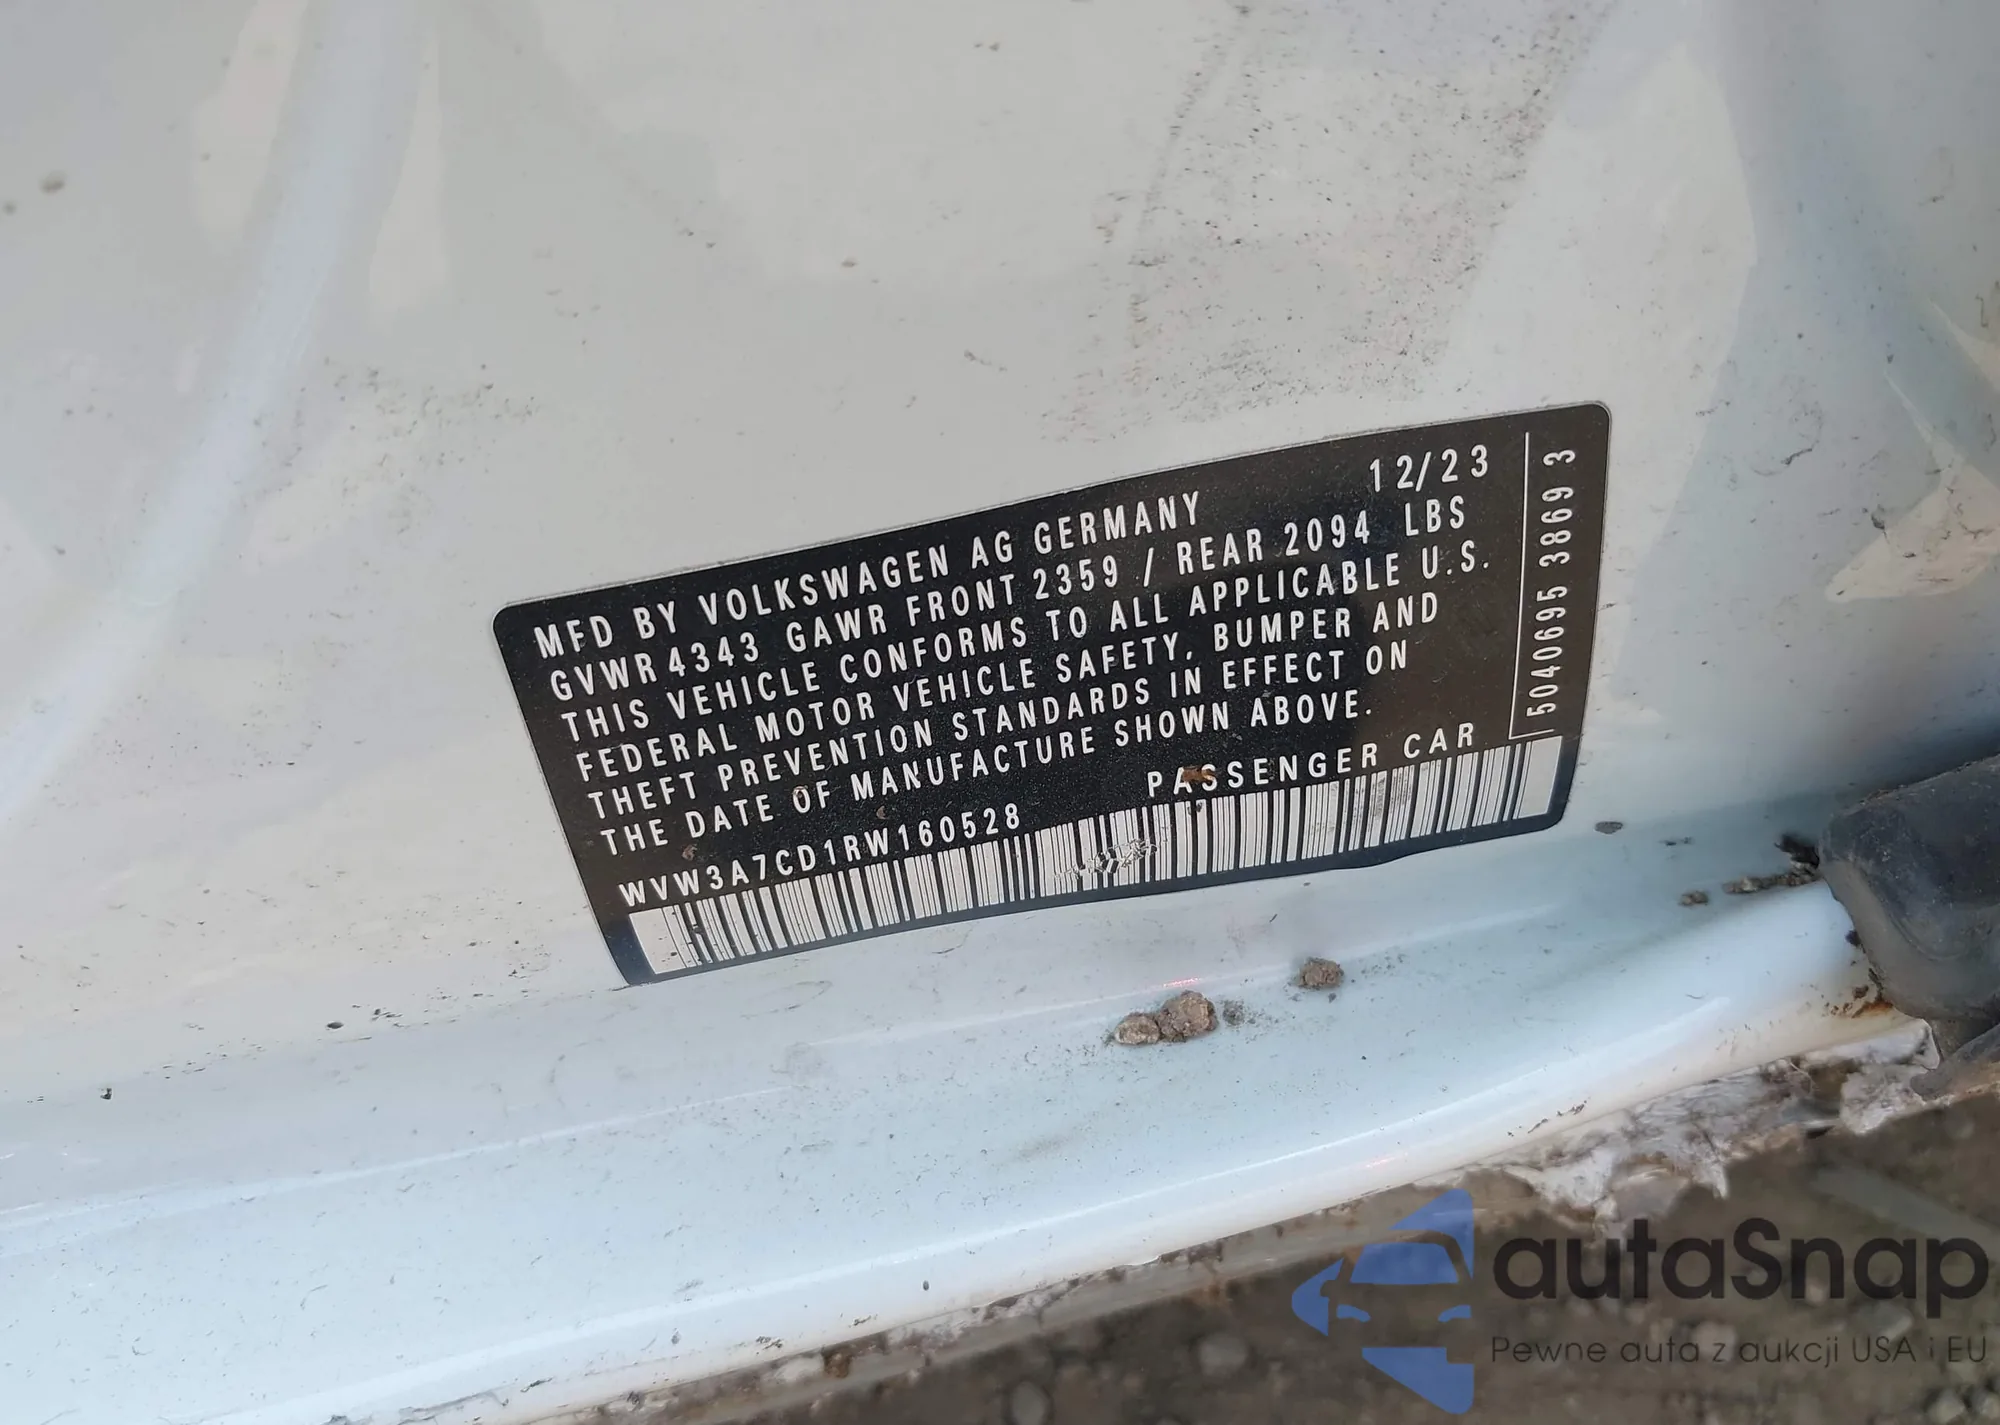 MFD BY VOLKSWAGEN AG GERMANY 12/23
GVWR 4343 GAWR FRONT 2359 / REAR 2094 LBS
THIS VEHICLE CONFORMS TO ALL APPLICABLE U.S.
FEDERAL MOTOR VEHICLE SAFETY, BUMPER AND
THEFT PREVENTION STANDARDS IN EFFECT ON
THE DATE OF MANUFACTURE SHOWN ABOVE.
WVW3A7CD1RW160528 PASSENGER CAR
5040695 3869 3
autaSnap
Pewne auta z aukcji USA i EU